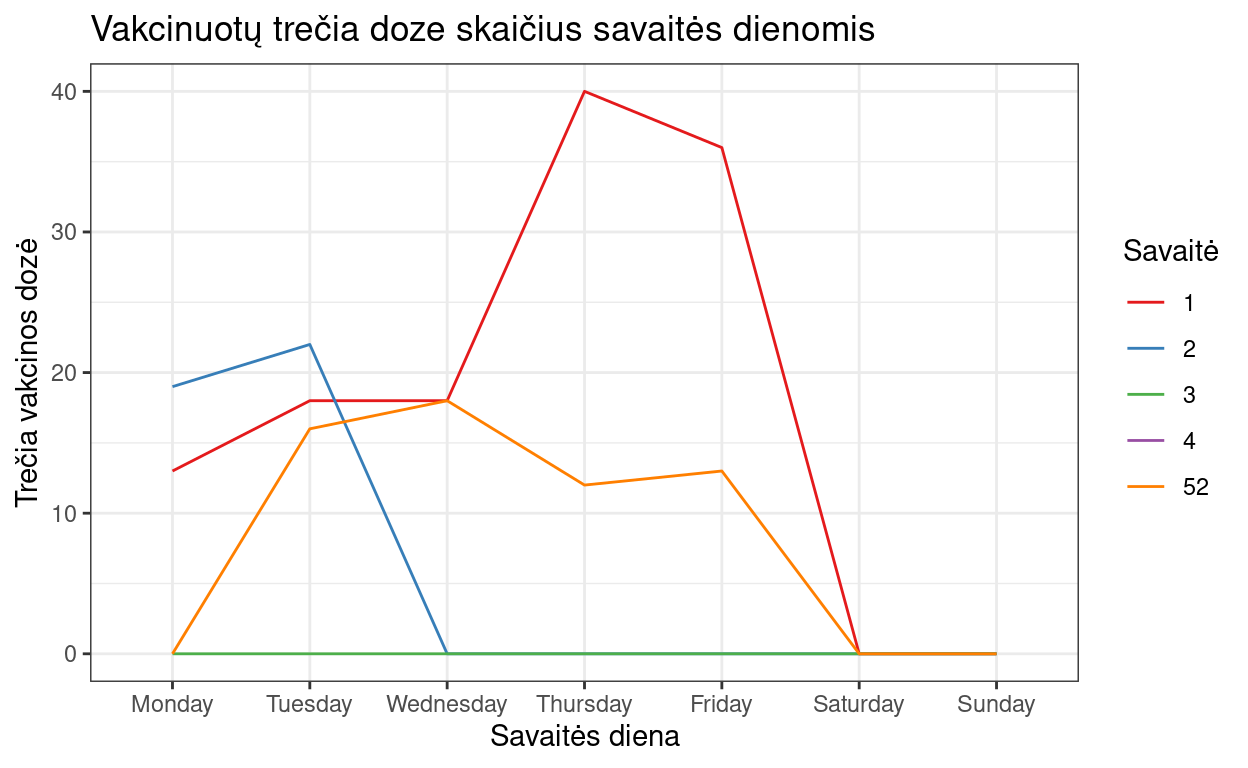 Vakcinuotų trečia doze skaičius savaitės dienomis
Trečia vakcinos dozė
40
30
20
10
0
Monday Tuesday Wednesday Thursday Friday Saturday Sunday
Savaitės diena
Savaitė
1
2
3
4
52